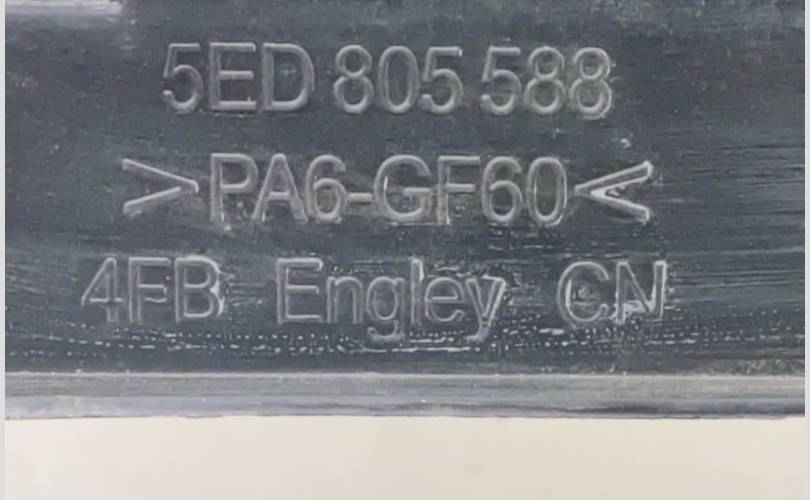 5ED 805 588
>PA6-GF60<
4FB Engley CN